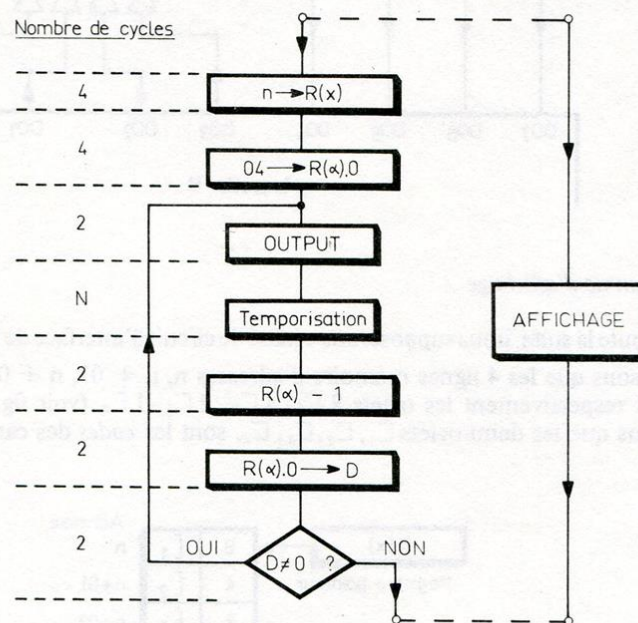 Nombre de cycles
4
n→R(x)
4
04→R(α).0
2
OUTPUT
N
Temporisation
AFFICHAGE
2
R(α) - 1
2
R(α).0→D
2
OUI
D≠0 ?
NON